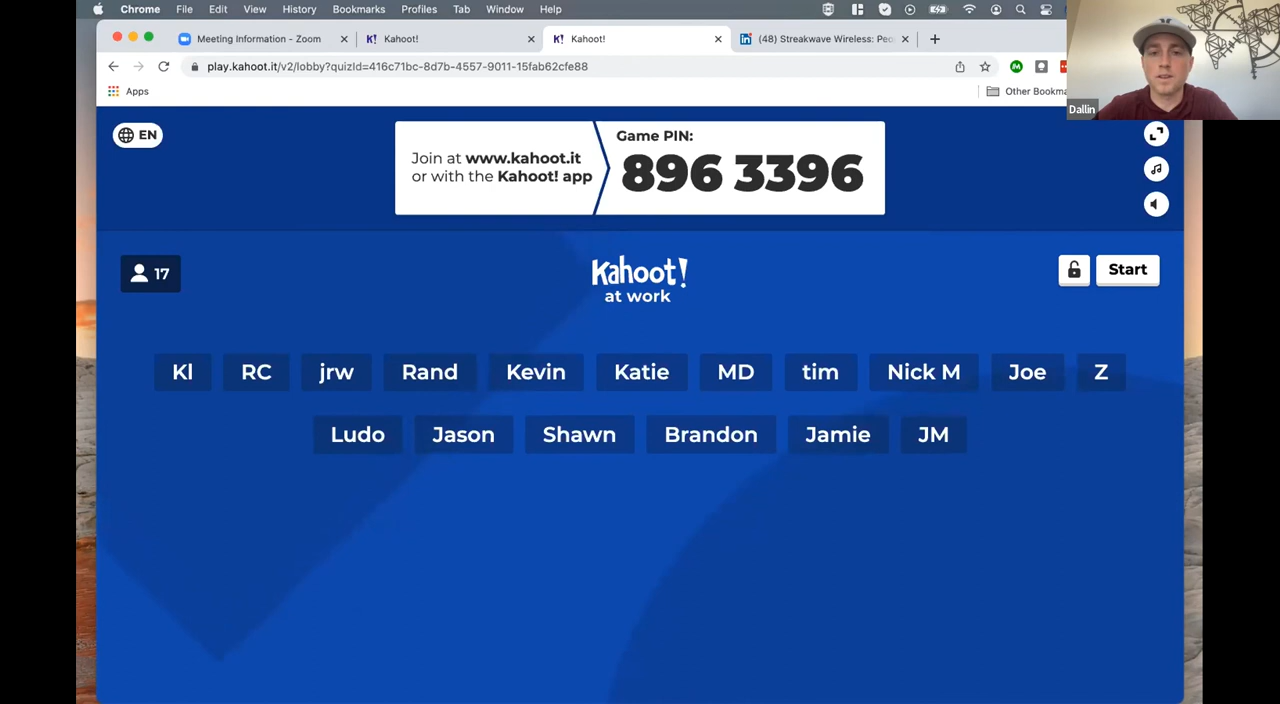 Chrome File Edit View History Bookmarks Profiles Tab Window Help
Meeting Information - Zoom
Kahoot!
Kahoot!
(48) Streakwave Wireless: Peo
play.kahoot.it/v2/lobby?quizId=416c71bc-8d7b-4557-9011-15fab62cfe88
Apps
Other Bookma
Dallin
EN
Join at www.kahoot.it
or with the Kahoot! app
Game PIN:
896 3396
17
Kahoot!
at work
Start
Kl RC jrw Rand Kevin Katie MD tim Nick M Joe Z
Ludo Jason Shawn Brandon Jamie JM